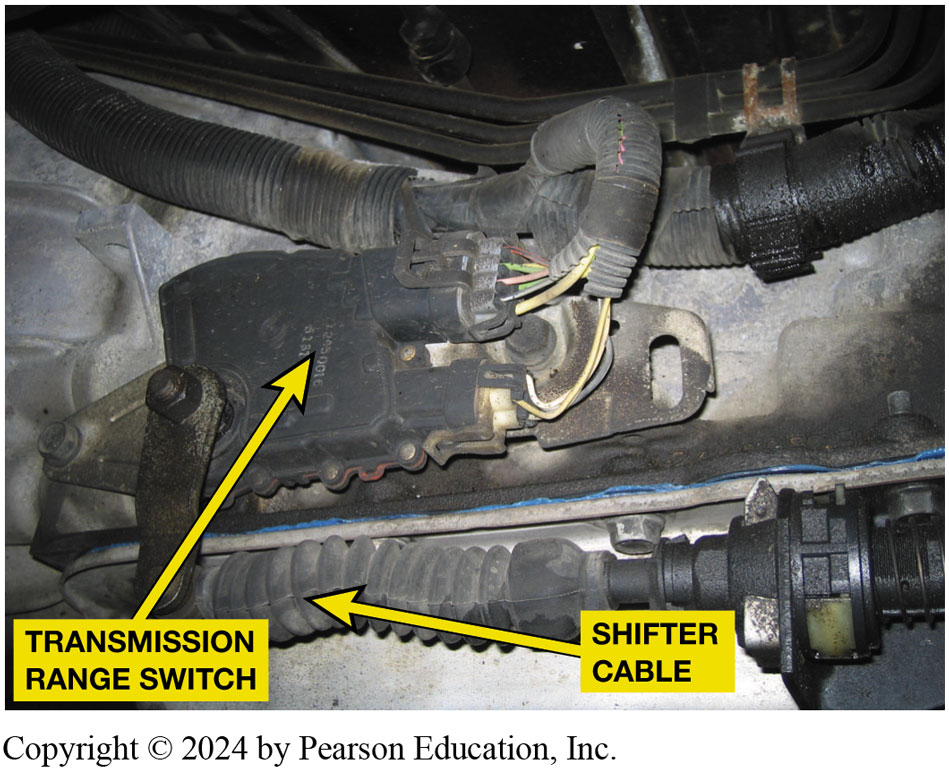 TRANSMISSION
RANGE SWITCH
SHIFTER
CABLE
Copyright © 2024 by Pearson Education, Inc.